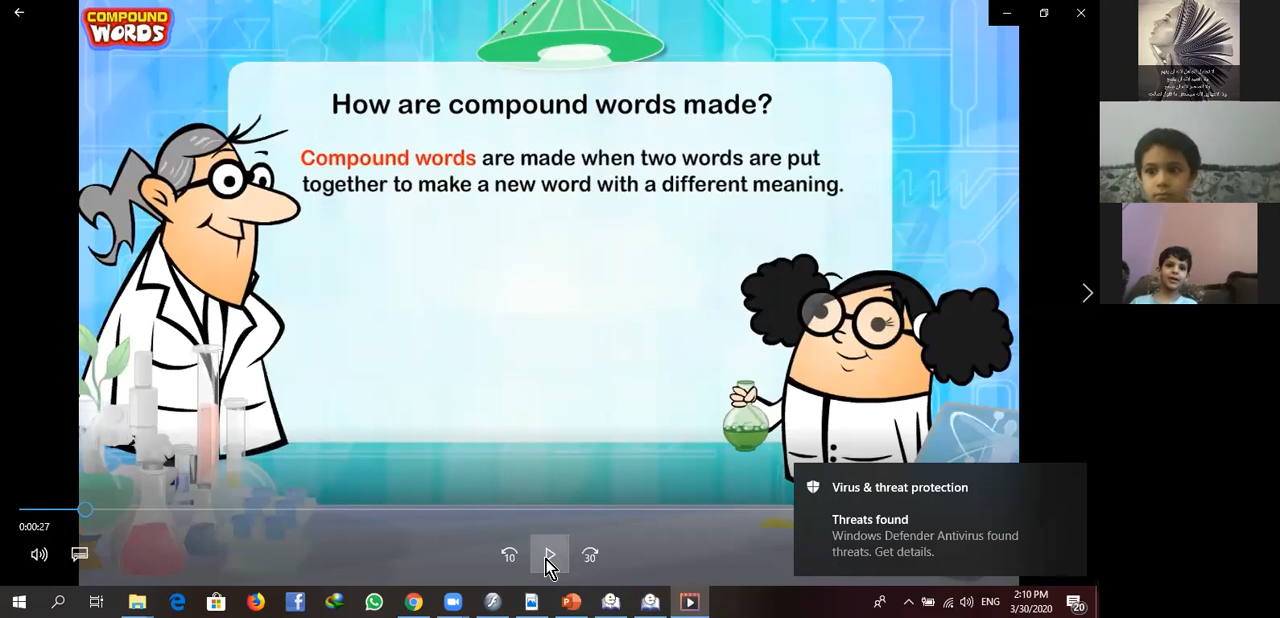 COMPOUND
WORDS
How are compound words made?
Compound words are made when two words are put
together to make a new word with a different meaning.
Virus & threat protection
Threats found
Windows Defender Antivirus found
threats. Get details.
0:00:27
10
30
ENG
2:10 PM
3/30/2020
20